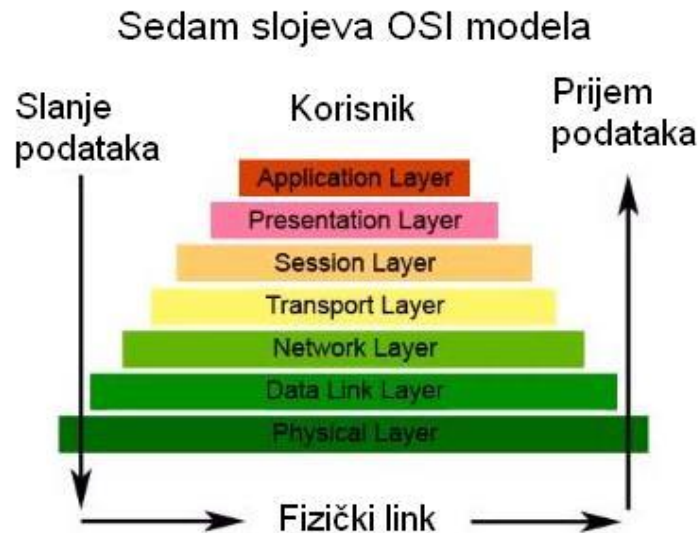 Sedam slojeva OSI modela
Slanje
podataka
Korisnik
Prijem
podataka
Application Layer
Presentation Layer
Session Layer
Transport Layer
Network Layer
Data Link Layer
Physical Layer
Fizički link